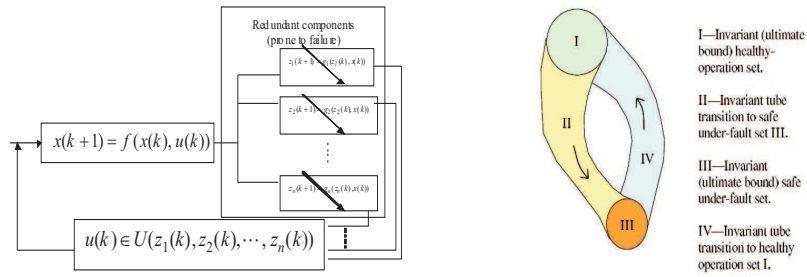 Redundant components
(prone to failure)
z₁(k+1) = g₁(z₁(k), x(k))
z₂(k+1) = g₂(z₂(k), x(k))
⋮
zₙ(k+1) = gₙ(zₙ(k), x(k))
x(k+1) = f(x(k), u(k))
u(k) ∈ U(z₁(k), z₂(k), ⋯, zₙ(k))
I
II
IV
III
I—Invariant (ultimate
bound) healthy-
operation set.
II—Invariant tube
transition to safe
under-fault set III.
III—Invariant
(ultimate bound) safe
under-fault set.
IV—Invariant tube
transition to healthy
operation set I.